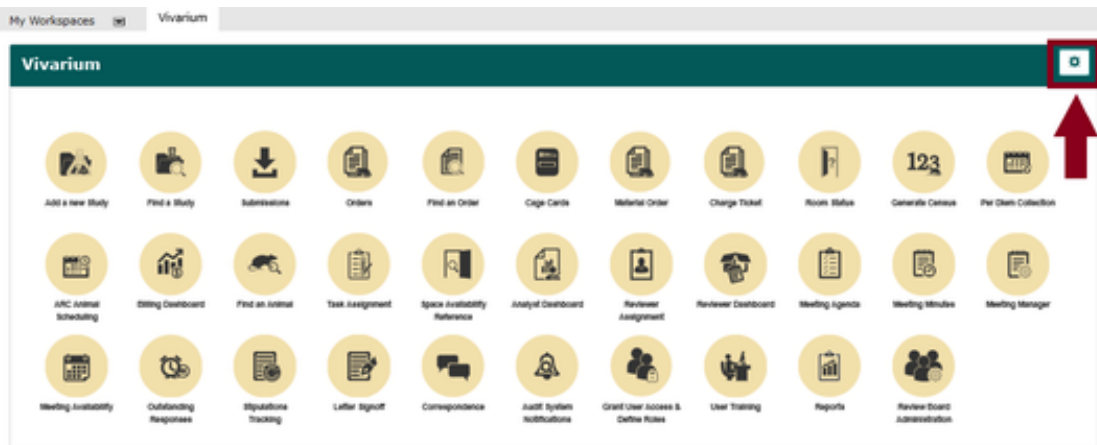 My Workspaces Vivarium
Vivarium
123
Add a new Study Find a Study Submissions Orders Find an Order Cage Cards Material Order Charge Ticket Room Status Generate Census Per Diem Collection
ARC Animal Billing Dashboard Find an Animal Task Assignment Space Availability Analyst Dashboard Reviewer Reviewer Dashboard Meeting Agenda Meeting Minutes Meeting Manager
Scheduling Reference Assignment
Meeting Availability Outstanding Stipulations Letter Signoff Correspondence Audit System Grant User Access & User Training Reports Review Board
Responses Tracking Notifications Define Roles Administration